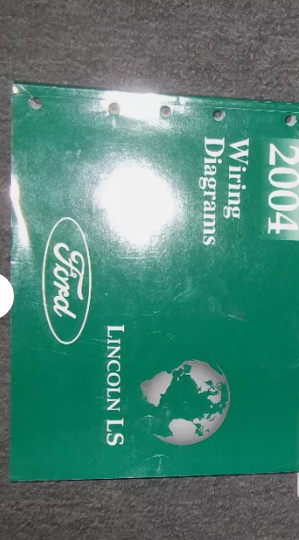 2004
Wiring
Diagrams
LINCOLN LS
Ford